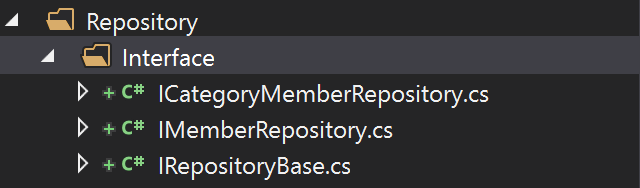 Repository
Interface
+ C# ICategoryMemberRepository.cs
+ C# IMemberRepository.cs
+ C# IRepositoryBase.cs